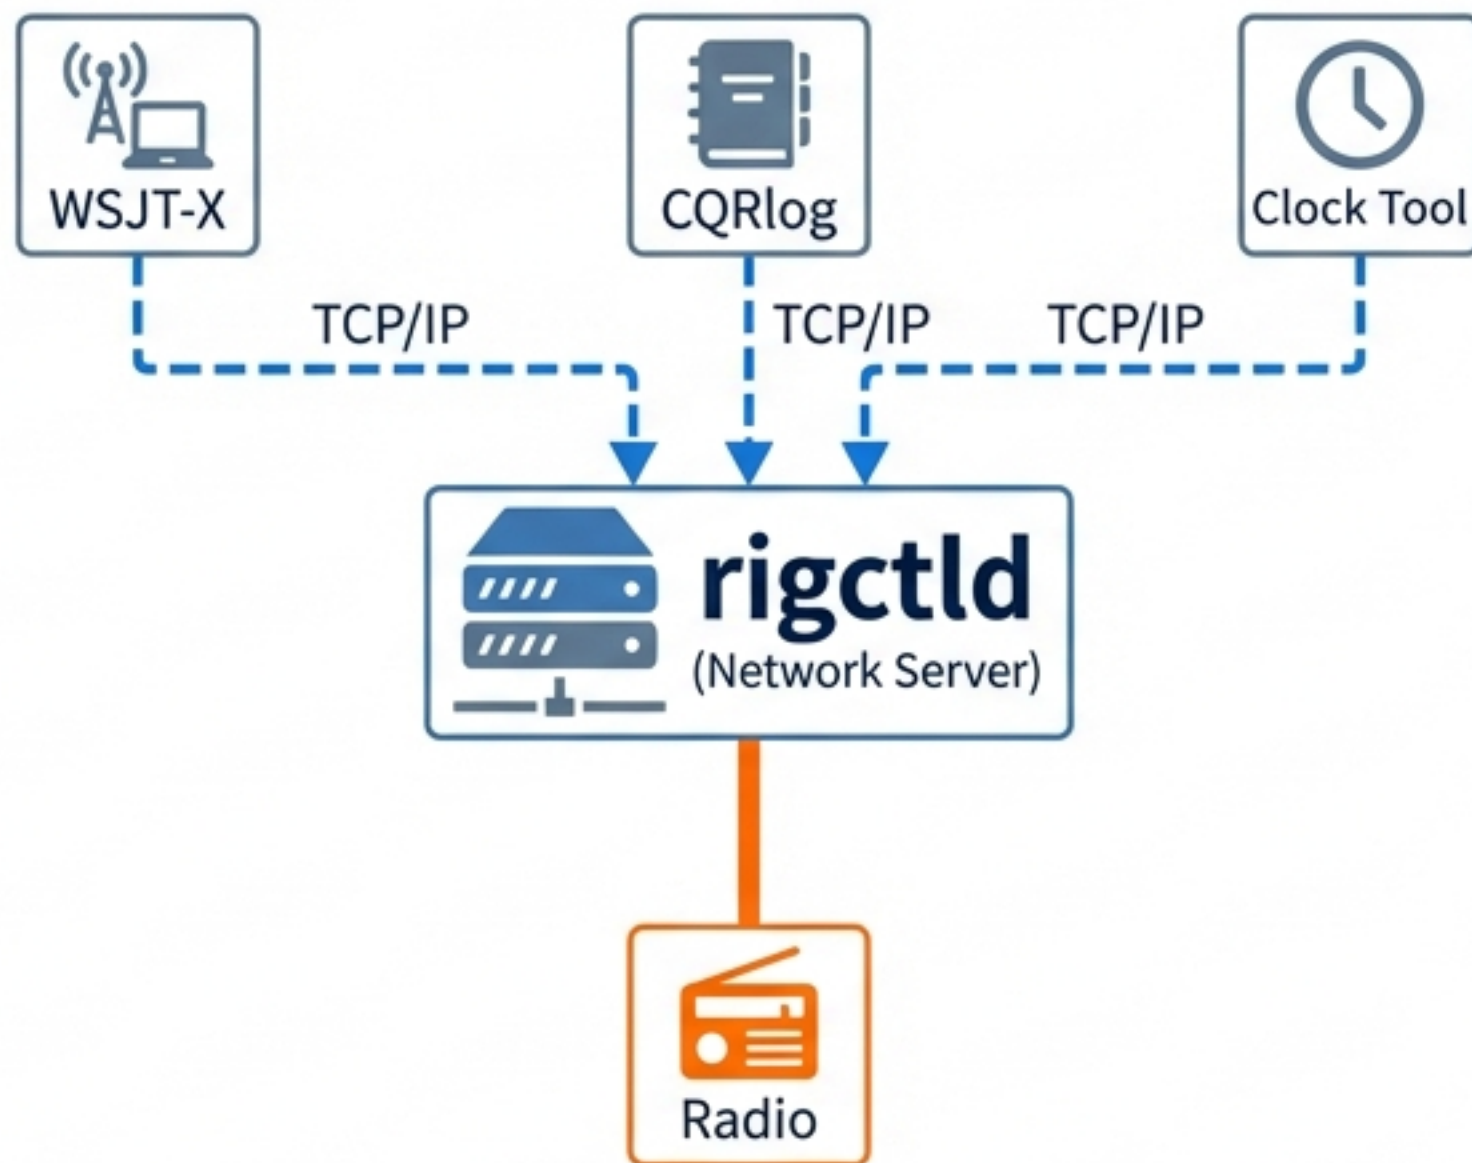 WSJT-X
CQRlog
Clock Tool
TCP/IP
TCP/IP
TCP/IP
rigctld
(Network Server)
Radio